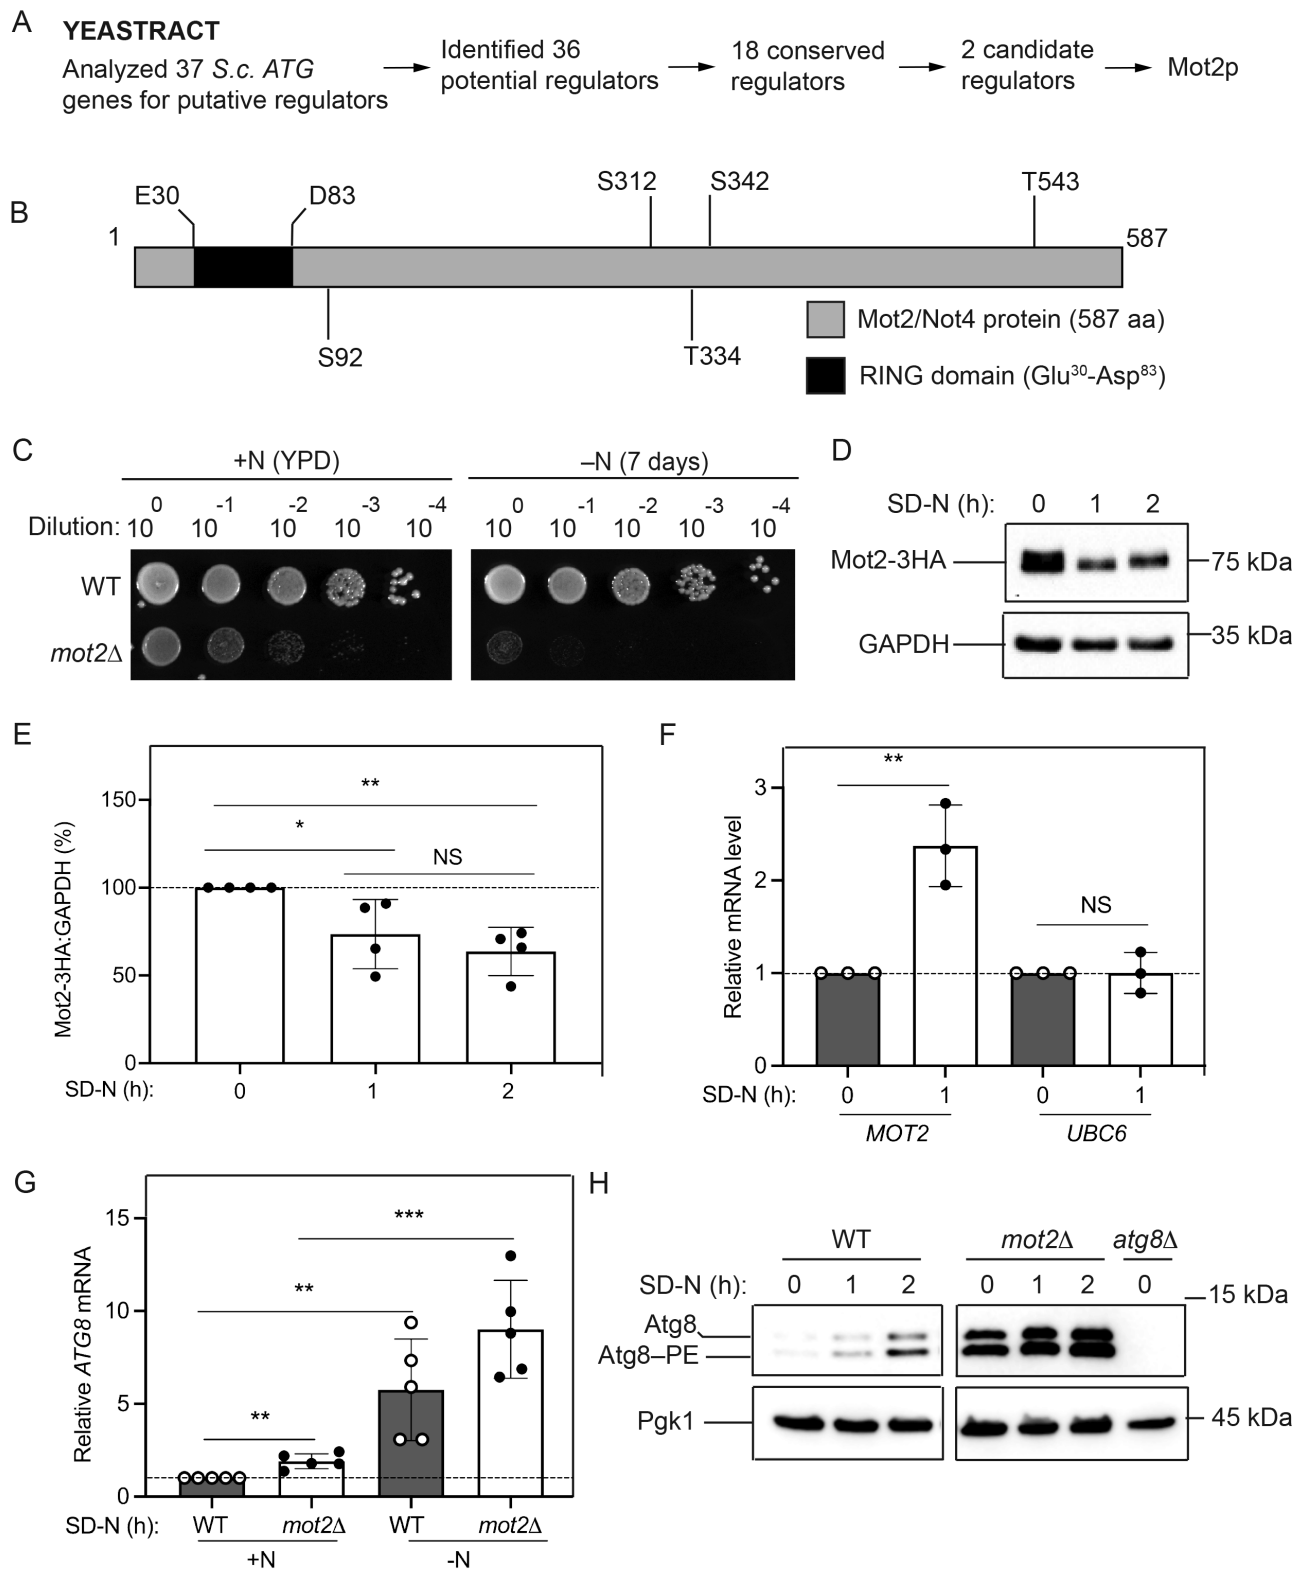 A
YEASTRACT
Analyzed 37 S.c. ATG
genes for putative regulators
Identified 36
potential regulators
18 conserved
regulators
2 candidate
regulators
Mot2p
B
E30
D83
S312
S342
T543
1
587
S92
T334
Mot2/Not4 protein (587 aa)
RING domain (Glu³⁰-Asp⁸³)
C
+N (YPD)
–N (7 days)
Dilution: 10⁰ 10⁻¹ 10⁻² 10⁻³ 10⁻⁴ 10⁰ 10⁻¹ 10⁻² 10⁻³ 10⁻⁴
WT
mot2Δ
D
SD-N (h): 0 1 2
Mot2-3HA
75 kDa
GAPDH
35 kDa
E
Mot2-3HA:GAPDH (%)
150
100
50
0
**
*
NS
SD-N (h): 0 1 2
F
Relative mRNA level
3
2
1
0
**
NS
SD-N (h): 0 1 0 1
MOT2 UBC6
G
Relative ATG8 mRNA
15
10
5
0
***
**
**
SD-N (h): WT mot2Δ WT mot2Δ
+N -N
H
WT mot2Δ atg8Δ
SD-N (h): 0 1 2 0 1 2 0
15 kDa
Atg8
Atg8–PE
Pgk1
45 kDa